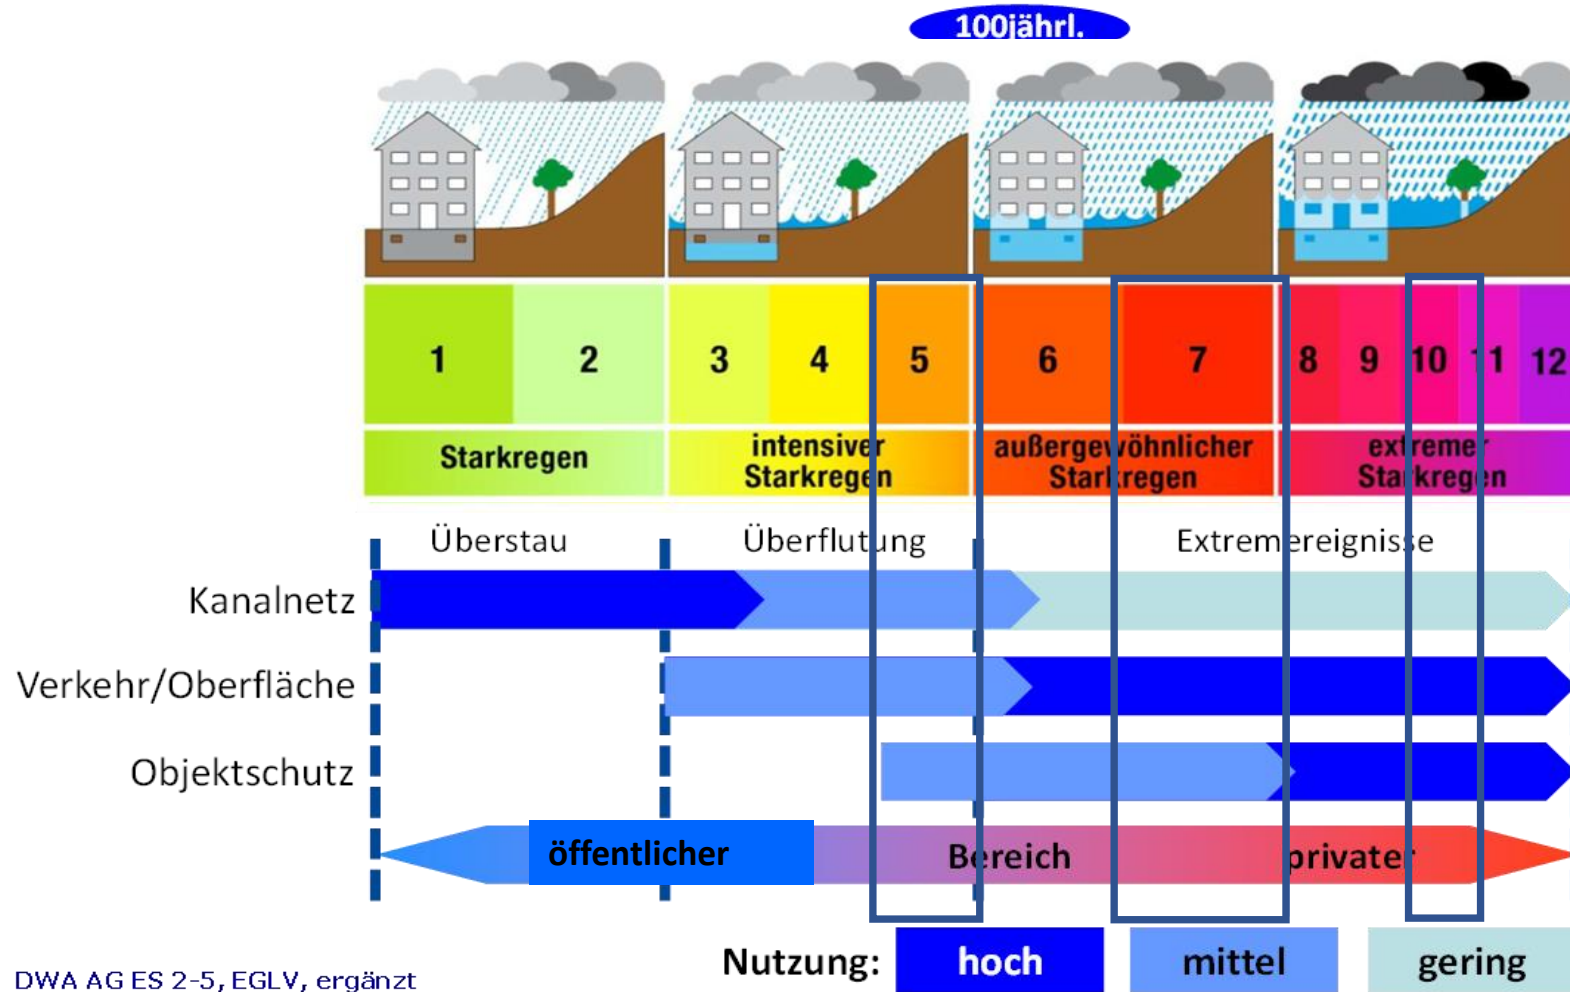 100jährl.
1 2 3 4 5 6 7 8 9 10 11 12
Starkregen
intensiver
Starkregen
außergewöhnlicher
Starkregen
extremer
Starkregen
Überstau Überflutung Extremereignisse
Kanalnetz
Verkehr/Oberfläche
Objektschutz
öffentlicher Bereich privater
Nutzung: hoch mittel gering
DWA AG ES 2-5, EGLV, ergänzt